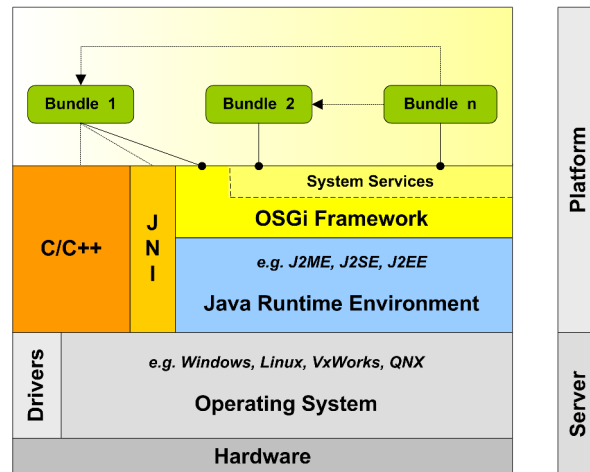 Bundle 1
Bundle 2
Bundle n
System Services
OSGi Framework
C/C++
J
N
I
e.g. J2ME, J2SE, J2EE
Java Runtime Environment
Drivers
e.g. Windows, Linux, VxWorks, QNX
Operating System
Hardware
Platform
Server